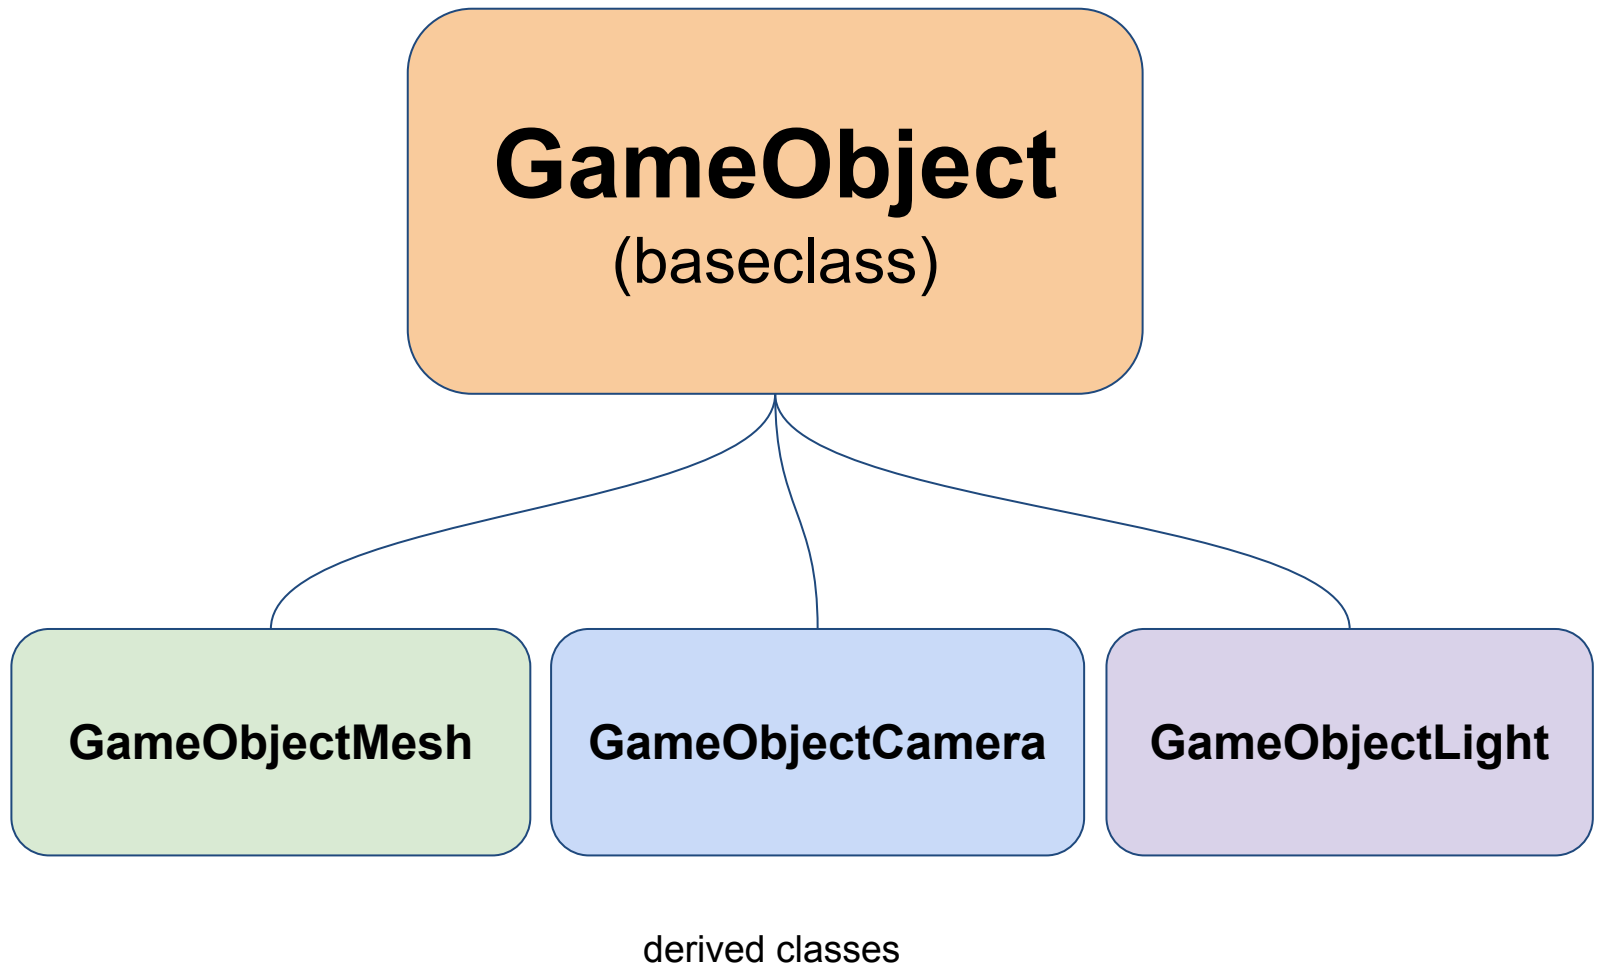 GameObject
(baseclass)
GameObjectMesh
GameObjectCamera
GameObjectLight
derived classes